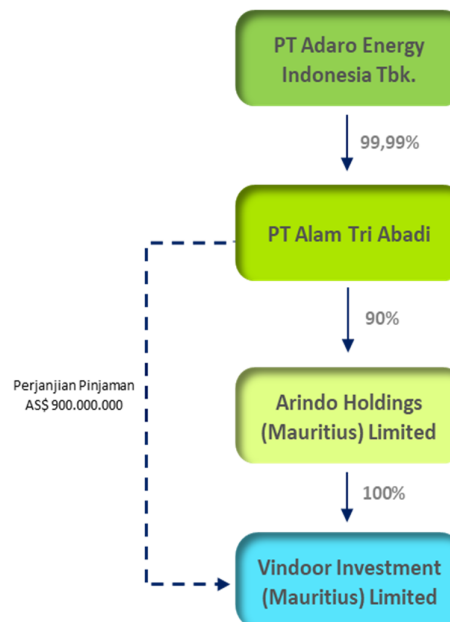 PT Adaro Energy
Indonesia Tbk.
99,99%
PT Alam Tri Abadi
90%
Perjanjian Pinjaman
AS$ 900.000.000
Arindo Holdings
(Mauritius) Limited
100%
Vindoor Investment
(Mauritius) Limited